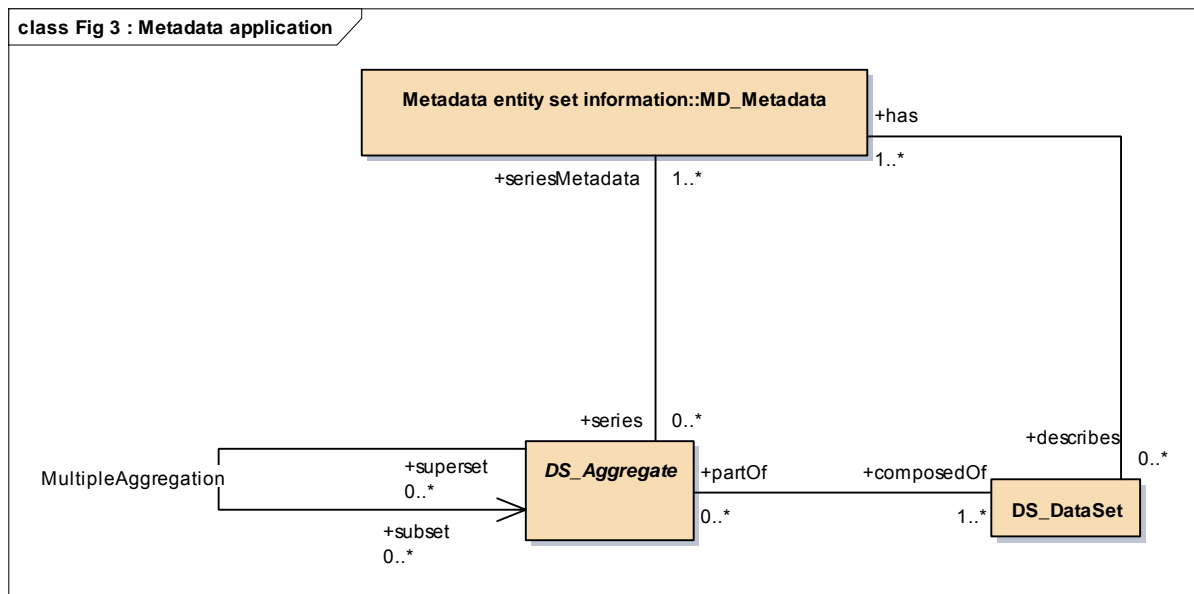 class Fig 3 : Metadata application
Metadata entity set information::MD_Metadata
+has
1..*
+seriesMetadata
1..*
+series
0..*
+describes
0..*
MultipleAggregation
+superset
0..*
+subset
0..*
DS_Aggregate
+partOf
0..*
+composedOf
1..*
DS_DataSet